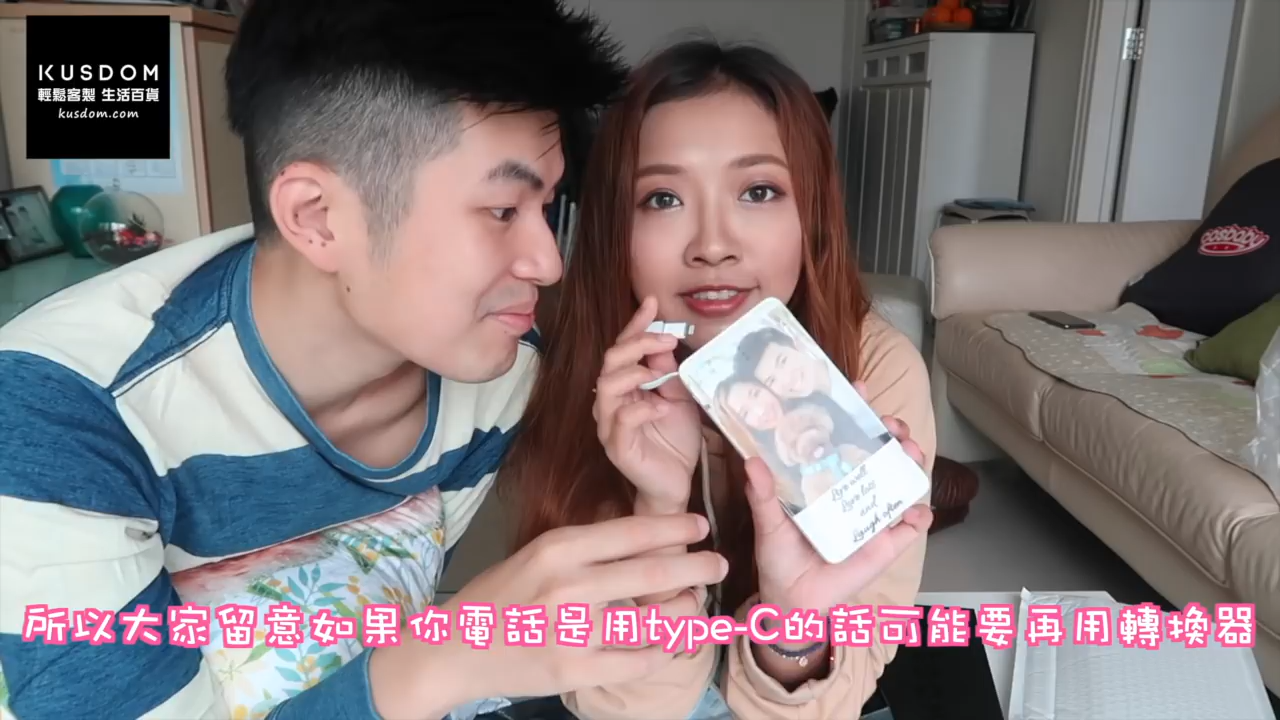 KUSDOM
輕鬆客製 生活百貨
kusdom.com
cosbaby
Live well
Love lots
and
Laugh often
所以大家留意如果你電話是用type-C的話可能要再用轉換器